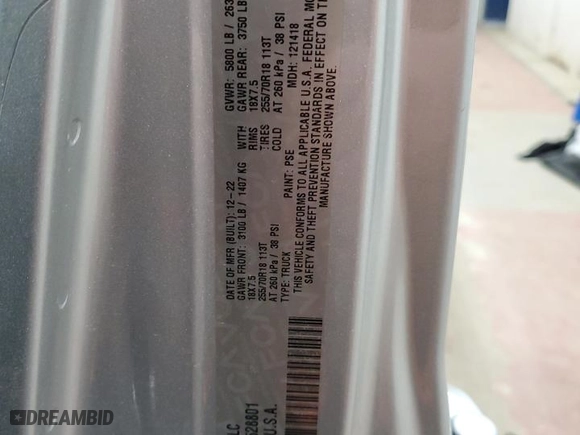 LC
DATE OF MFR (BUILT): 12-22 GVWR: 5800 LB / 263
GAWR FRONT: 3100 LB / 1407 KG WITH GAWR REAR: 3750 LB
18X7.5 RIMS 18X7.5
255/70R18 113T TIRES 255/70R18 113T
AT 260 kPa / 38 PSI COLD AT 260 kPa / 38 PSI
TYPE: TRUCK PAINT: PSE MDH: 121418
THIS VEHICLE CONFORMS TO ALL APPLICABLE U.S.A. FEDERAL MO
SAFETY AND THEFT PREVENTION STANDARDS IN EFFECT ON T
MANUFACTURE SHOWN ABOVE.
528801
U.S.A.
DREAMBID